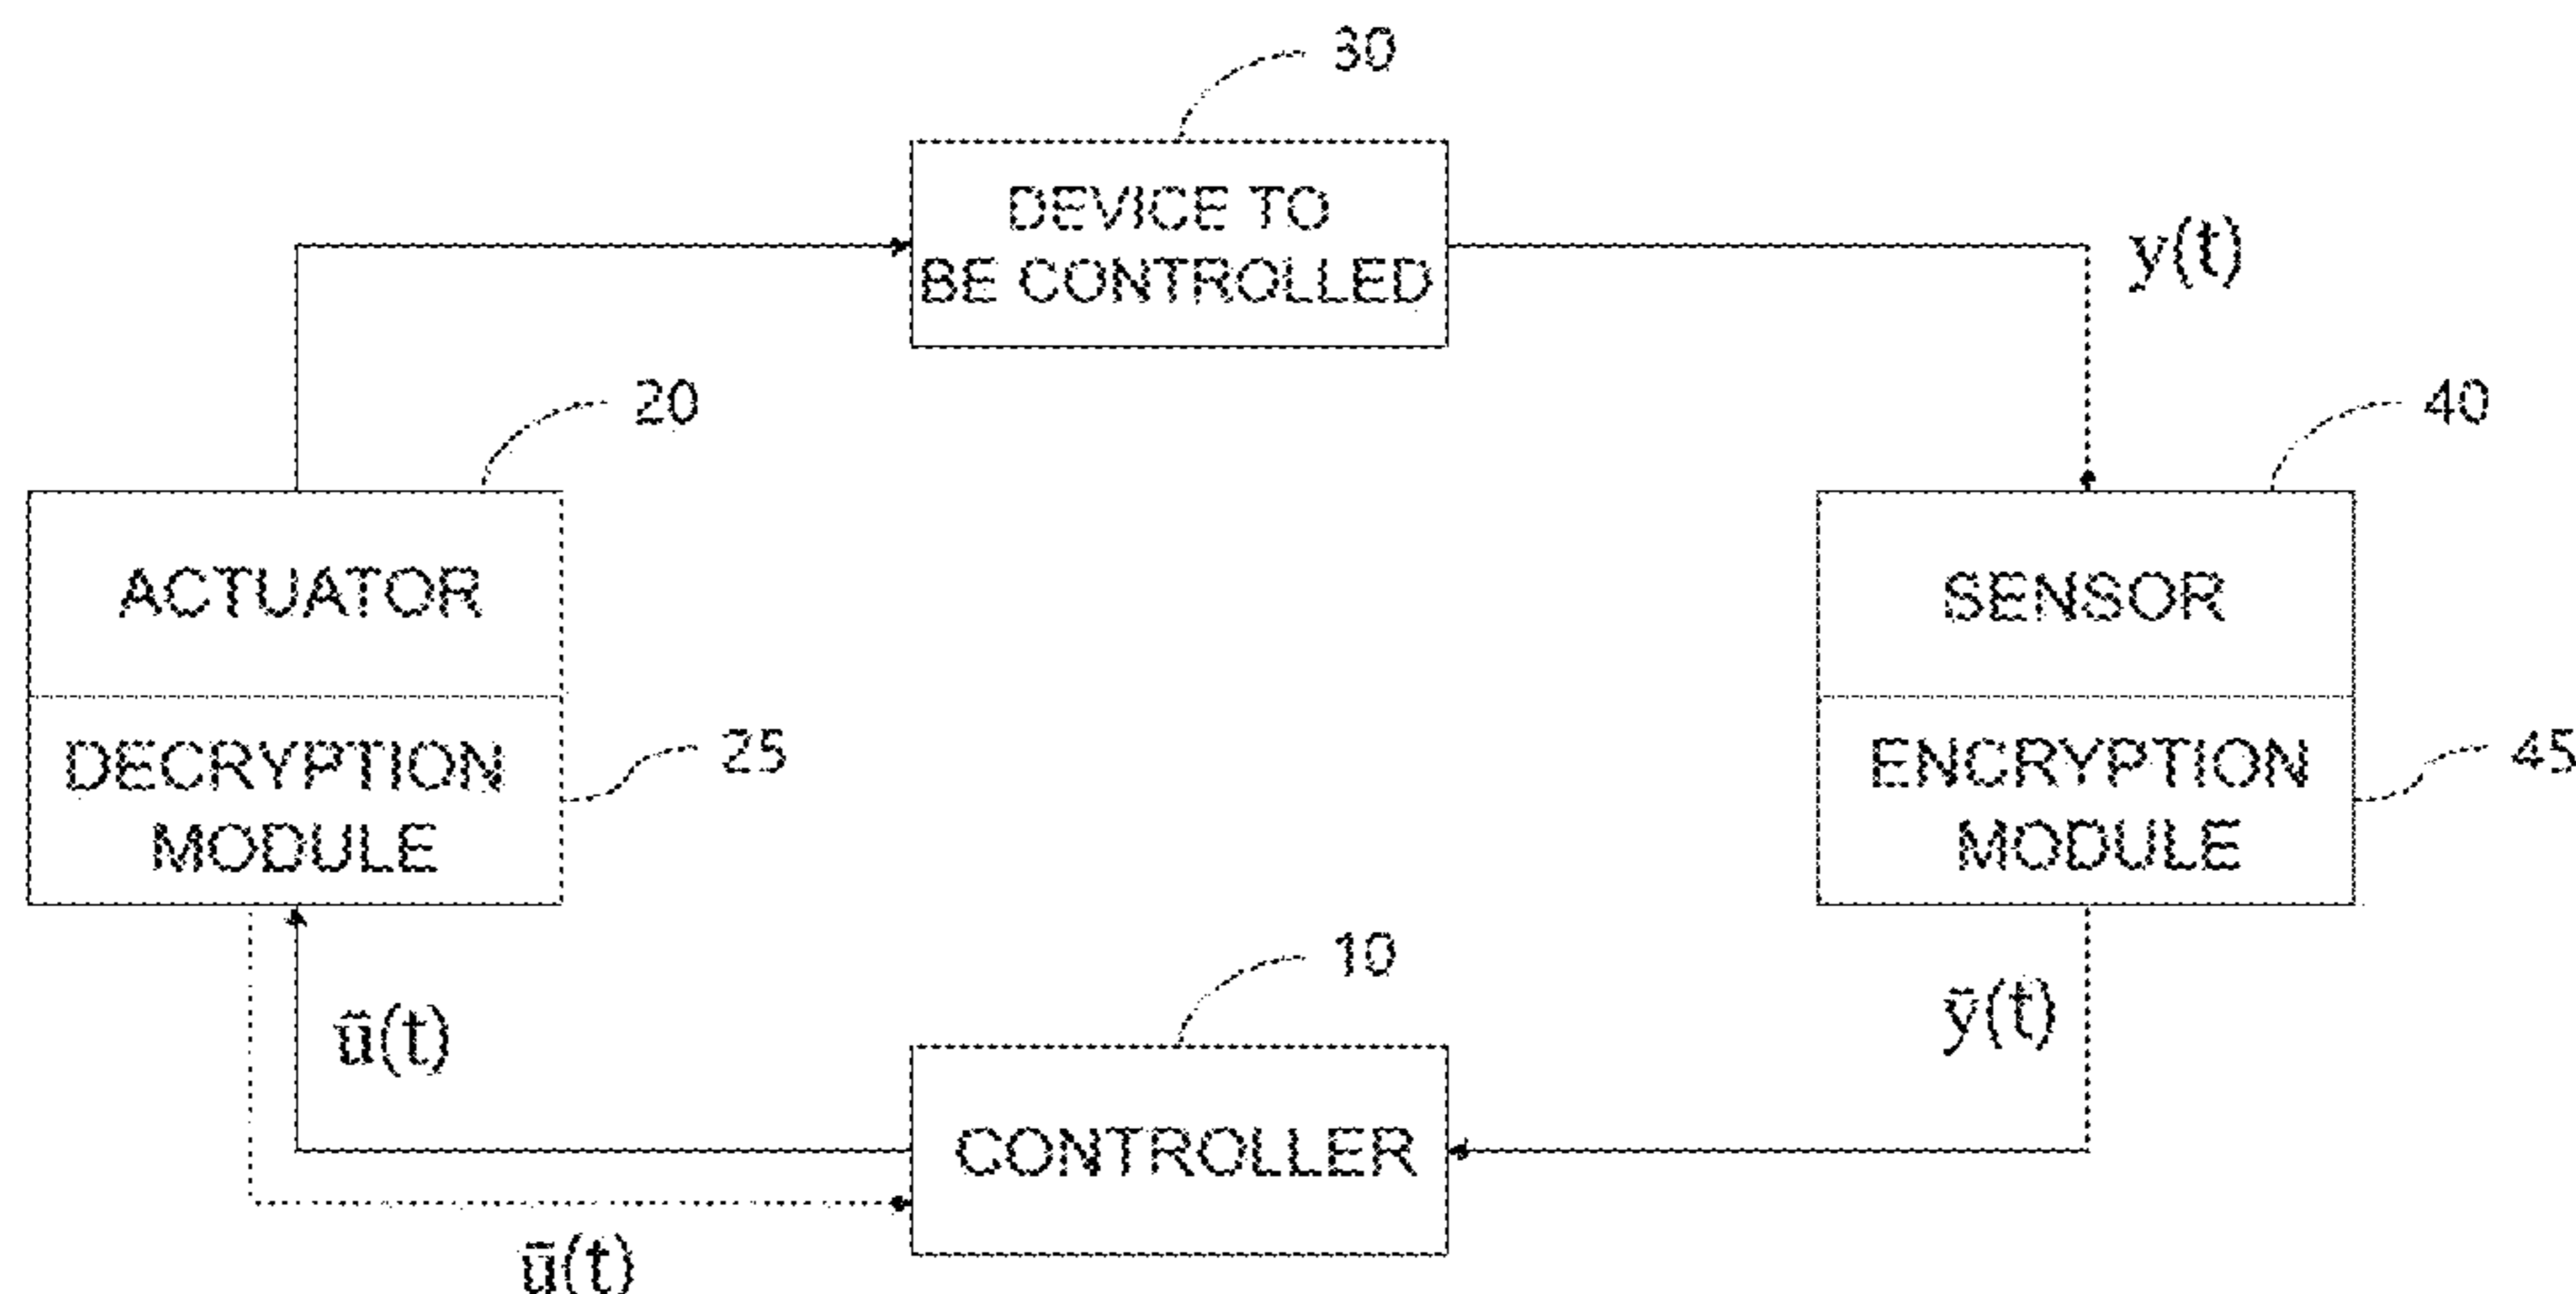 30
DEVICE TO
BE CONTROLLED
y(t)
20
40
ACTUATOR
SENSOR
DECRYPTION
MODULE
25
ENCRYPTION
MODULE
45
10
ũ(t)
ỹ(t)
CONTROLLER
ū(t)